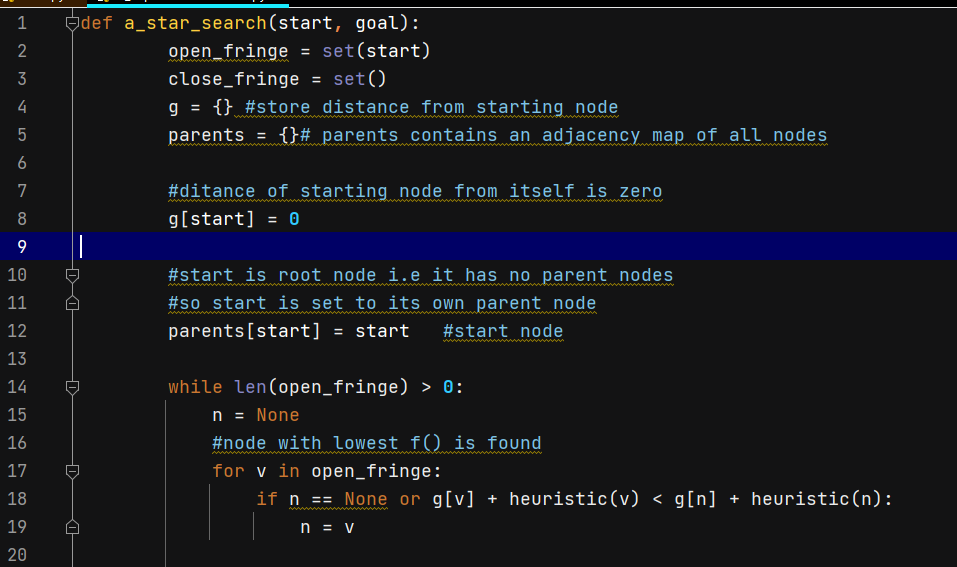 1 def a_star_search(start, goal):
2 open_fringe = set(start)
3 close_fringe = set()
4 g = {} #store distance from starting node
5 parents = {}# parents contains an adjacency map of all nodes
6
7 #ditance of starting node from itself is zero
8 g[start] = 0
9
10 #start is root node i.e it has no parent nodes
11 #so start is set to its own parent node
12 parents[start] = start #start node
13
14 while len(open_fringe) > 0:
15 n = None
16 #node with lowest f() is found
17 for v in open_fringe:
18 if n == None or g[v] + heuristic(v) < g[n] + heuristic(n):
19 n = v
20